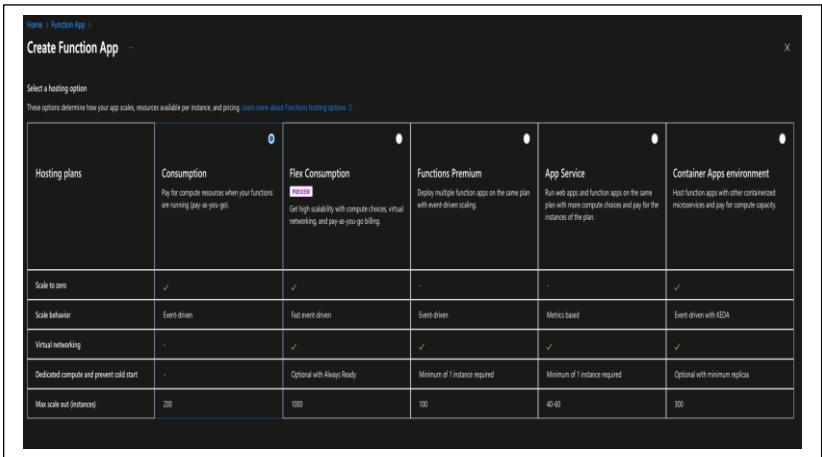 Home > Function App >
Create Function App ...
X
Select a hosting option
These options determine how your app scales, resources available per instance, and pricing. Learn more about Functions hosting options
Hosting plans
Consumption
Pay for compute resources when your functions
are running (pay-as-you-go).
Flex Consumption
PREVIEW
Get high scalability with compute choices, virtual
networking, and pay-as-you-go billing.
Functions Premium
Deploy multiple function apps on the same plan
with event-driven scaling.
App Service
Run web apps and function apps on the same
plan with more compute choices and pay for the
instances of the plan.
Container Apps environment
Host function apps with other containerized
microservices and pay for compute capacity.
Scale to zero ✓ ✓ - - ✓
Scale behavior Event-driven Fast event-driven Event-driven Metrics based Event-driven with KEDA
Virtual networking - ✓ ✓ ✓ ✓
Dedicated compute and prevent cold start - Optional with Always Ready Minimum of 1 instance required Minimum of 1 instance required Optional with minimum replicas
Max scale out (instances) 200 1000 100 40-60 300